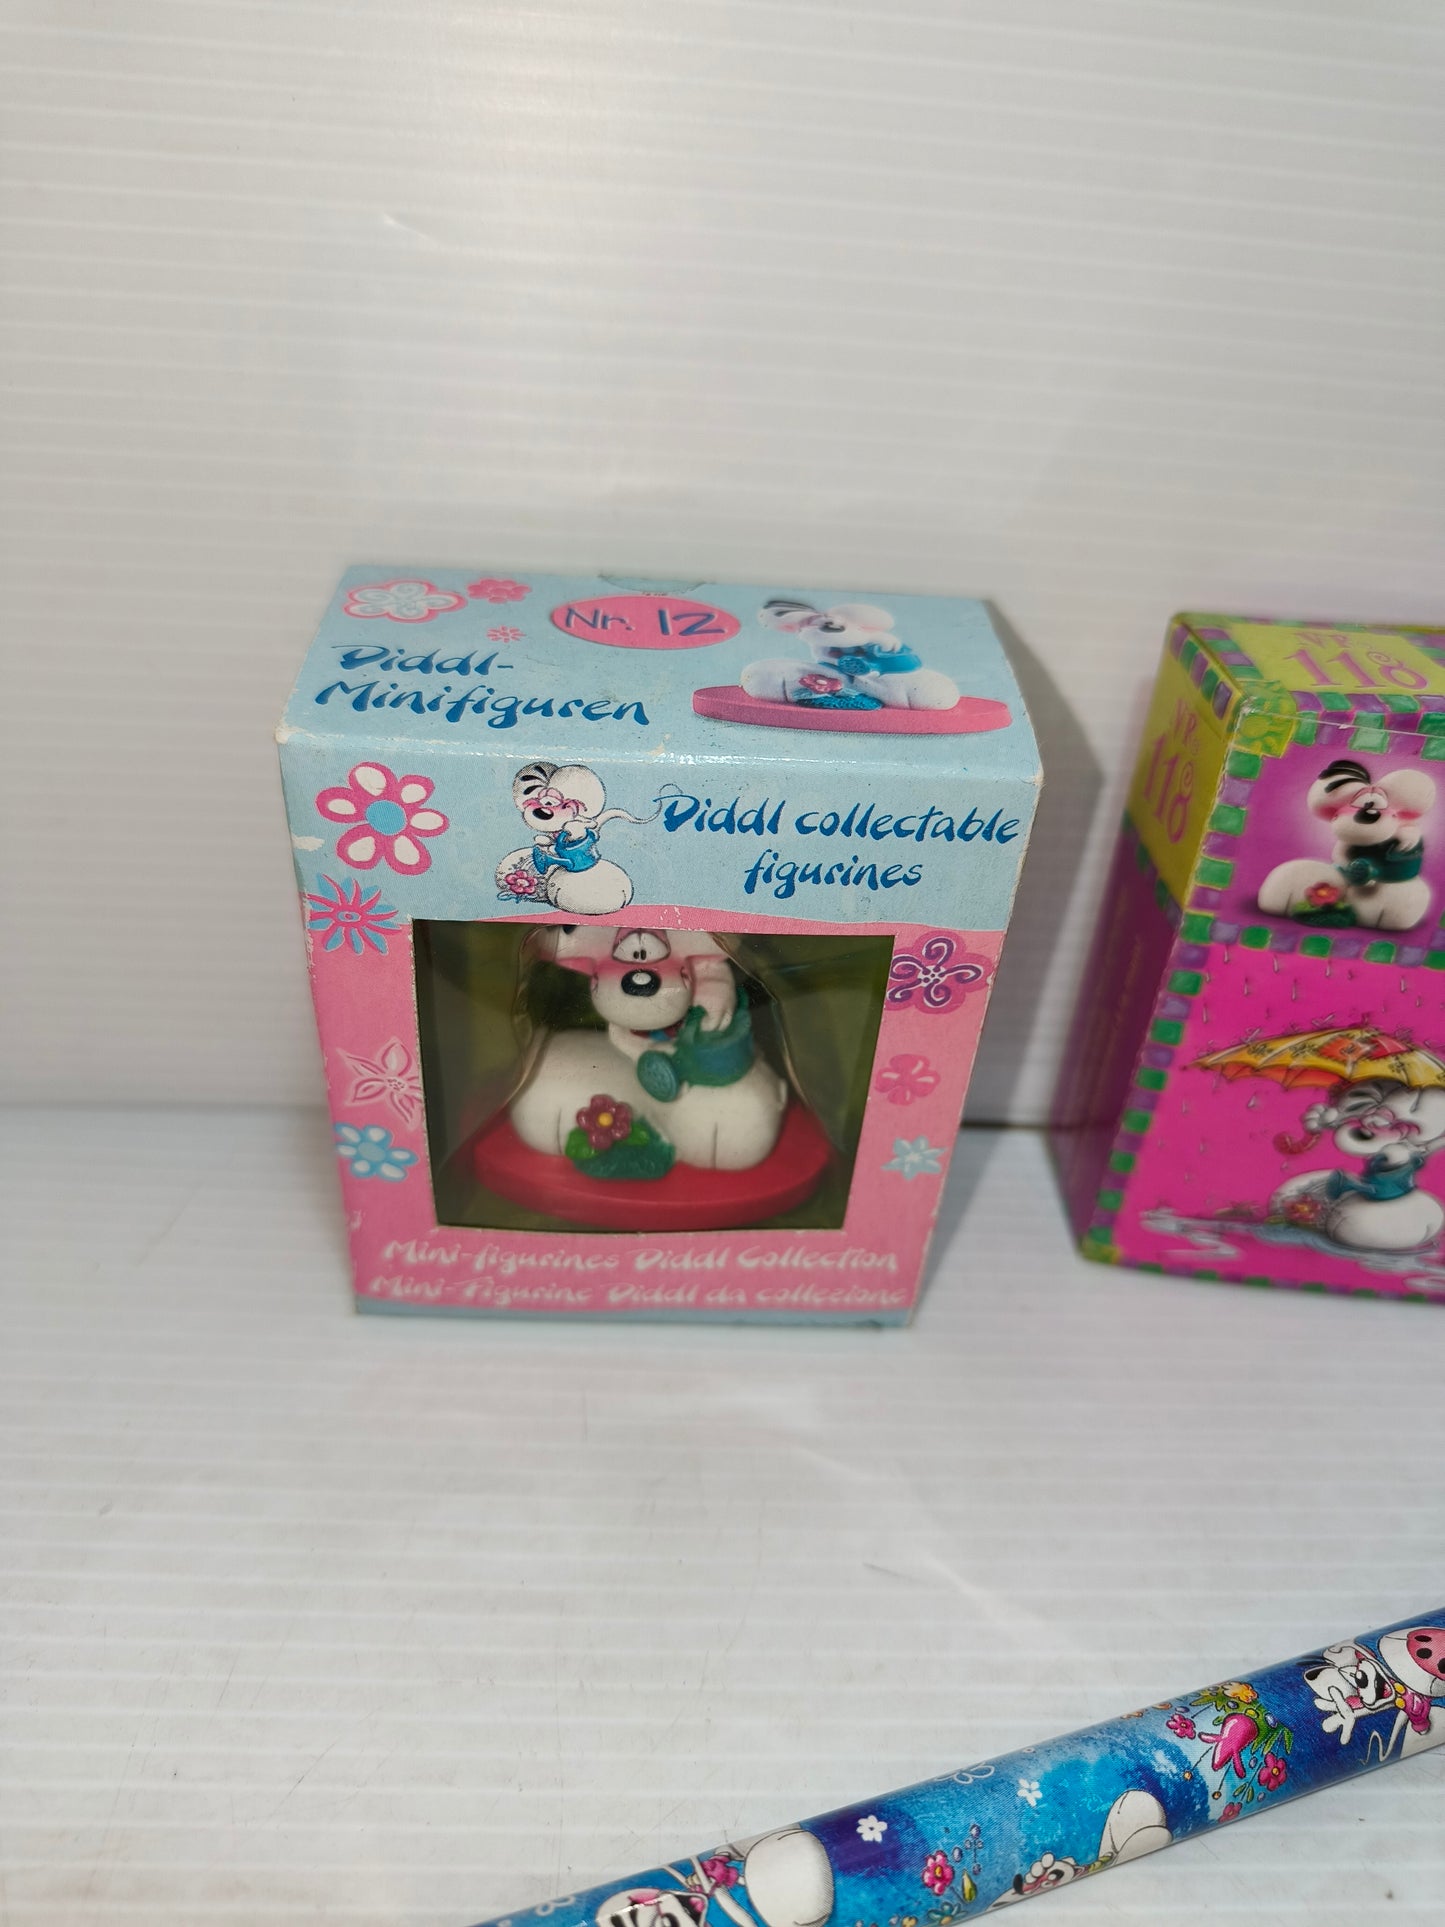 Nr. 12
Diddl-
Minifiguren
Diddl collectable
figurines
Mini-figurines Diddl Collection
Mini-Figurine Diddl da collezione
NR.
118
NR.
118